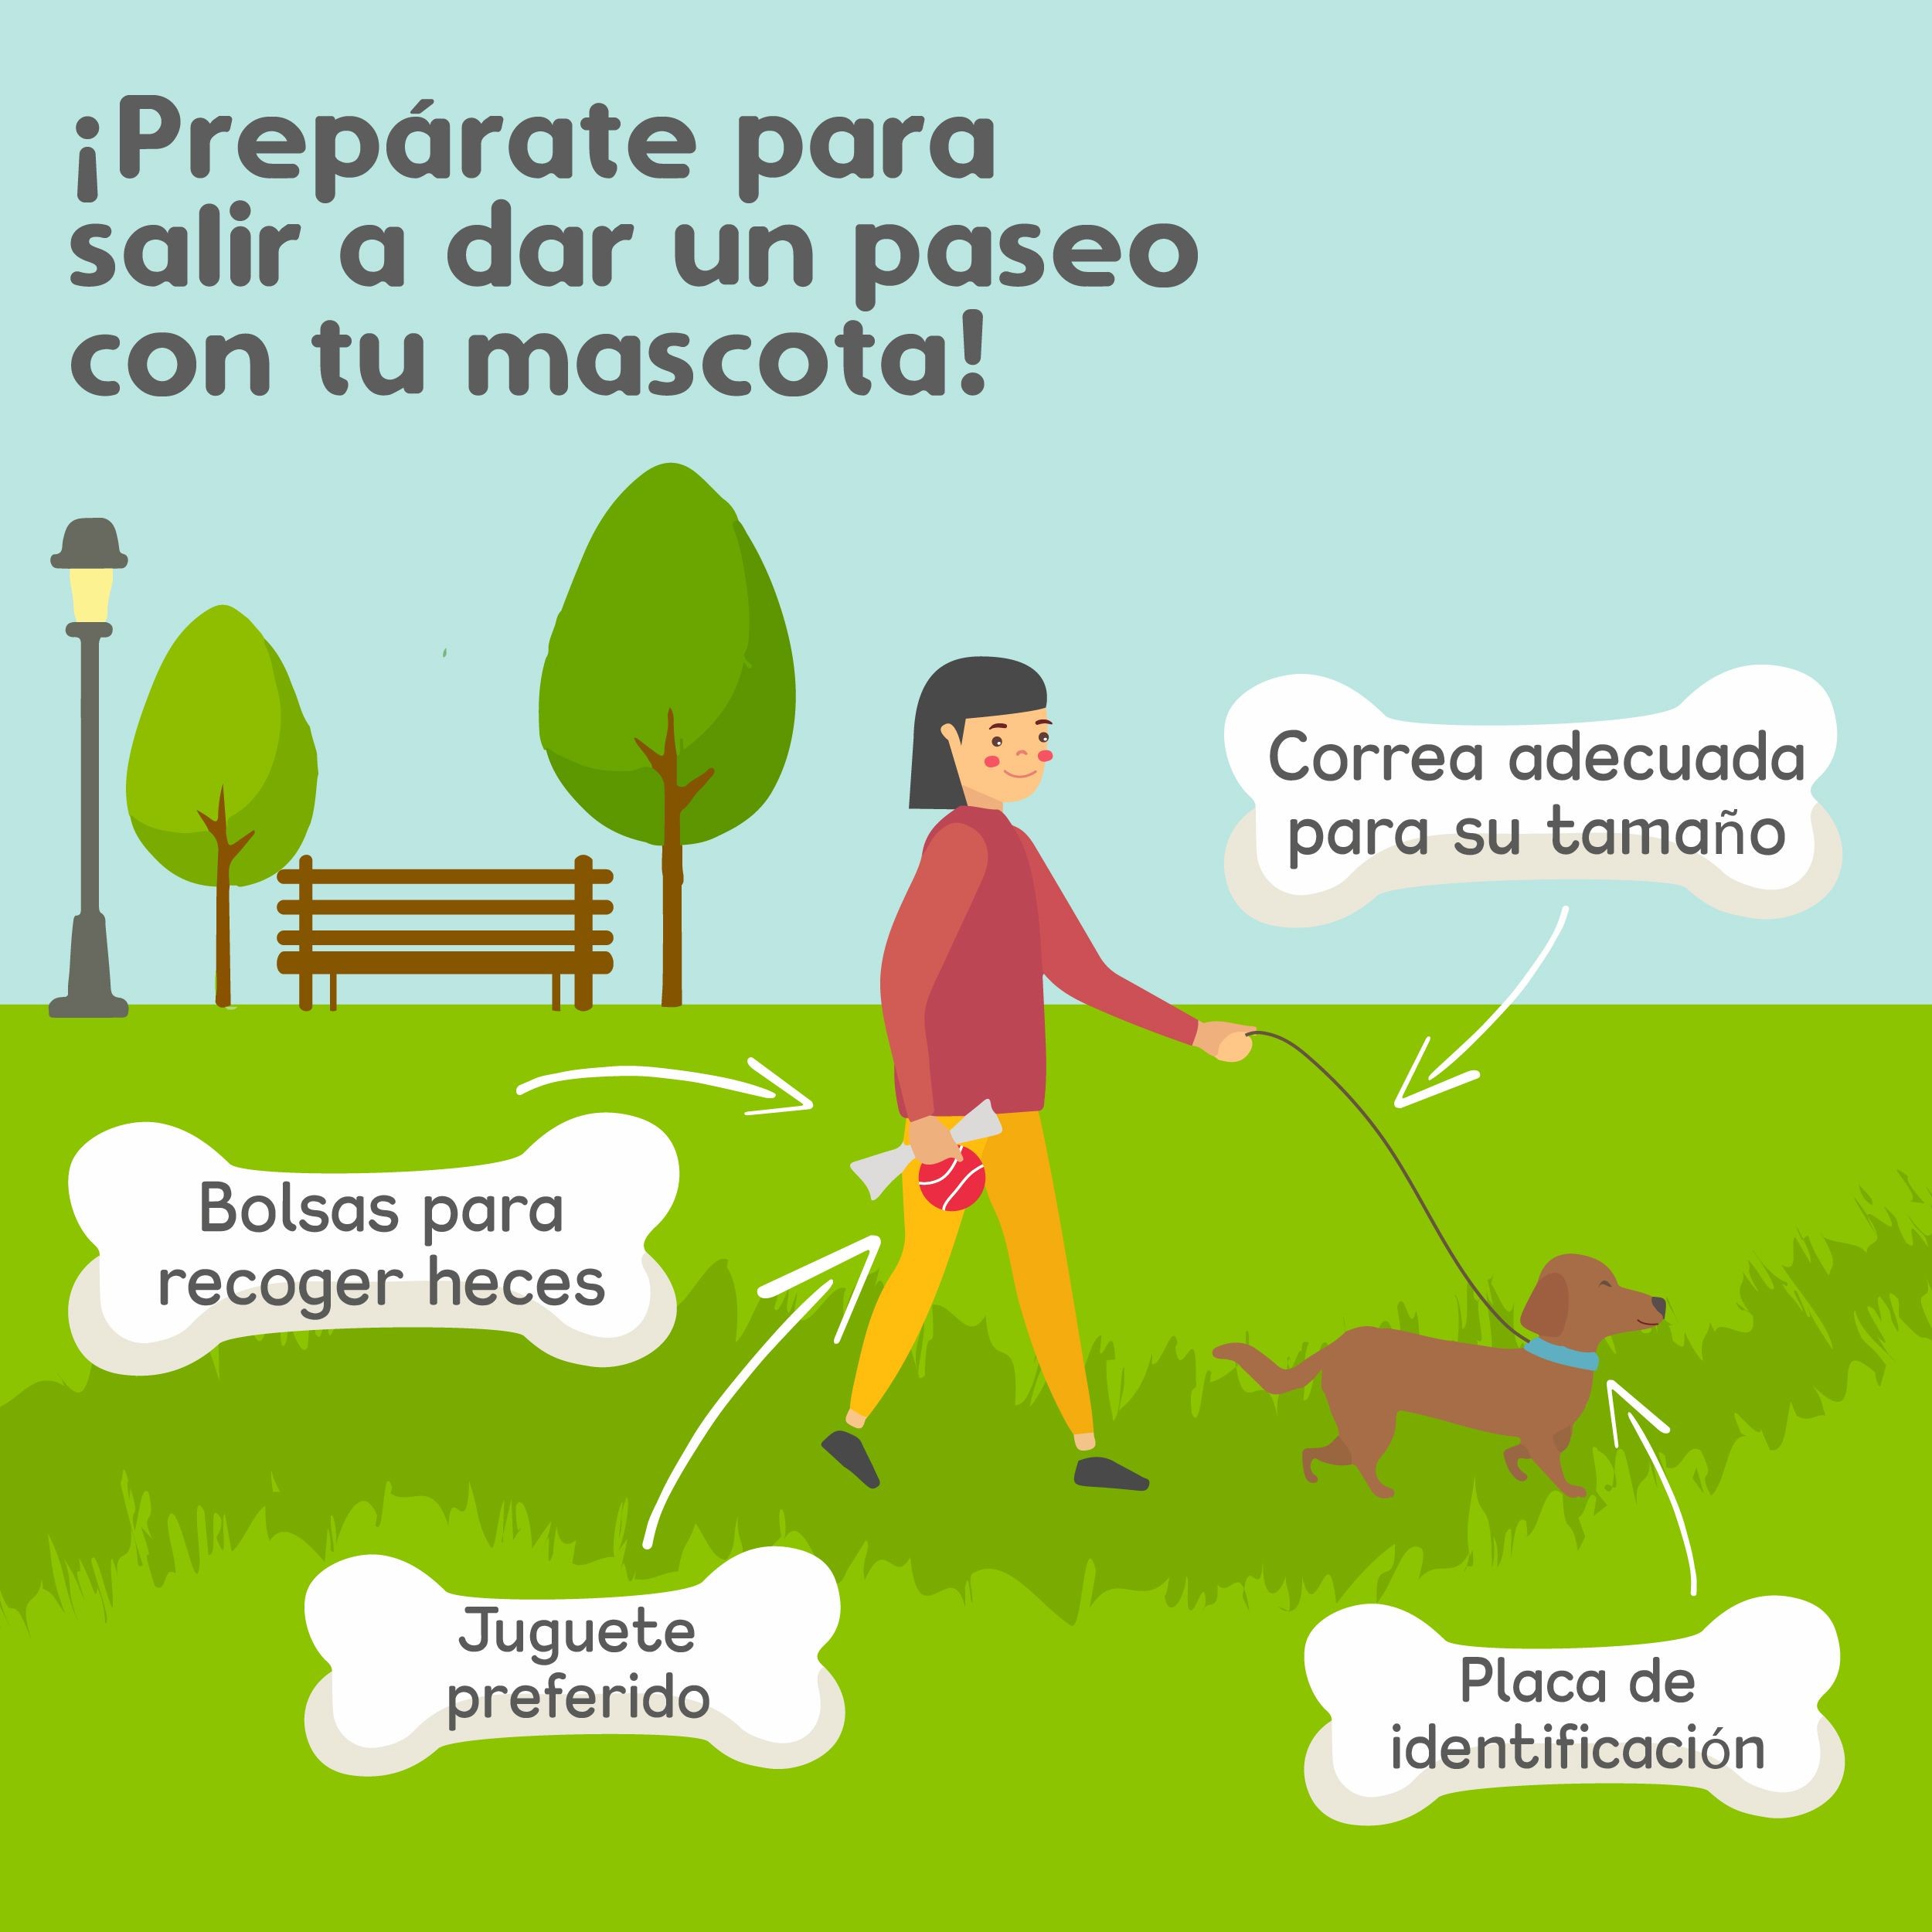 ¡Prepárate para
salir a dar un paseo
con tu mascota!
Correa adecuada
para su tamaño
Bolsas para
recoger heces
Juguete
preferido
Placa de
identificación